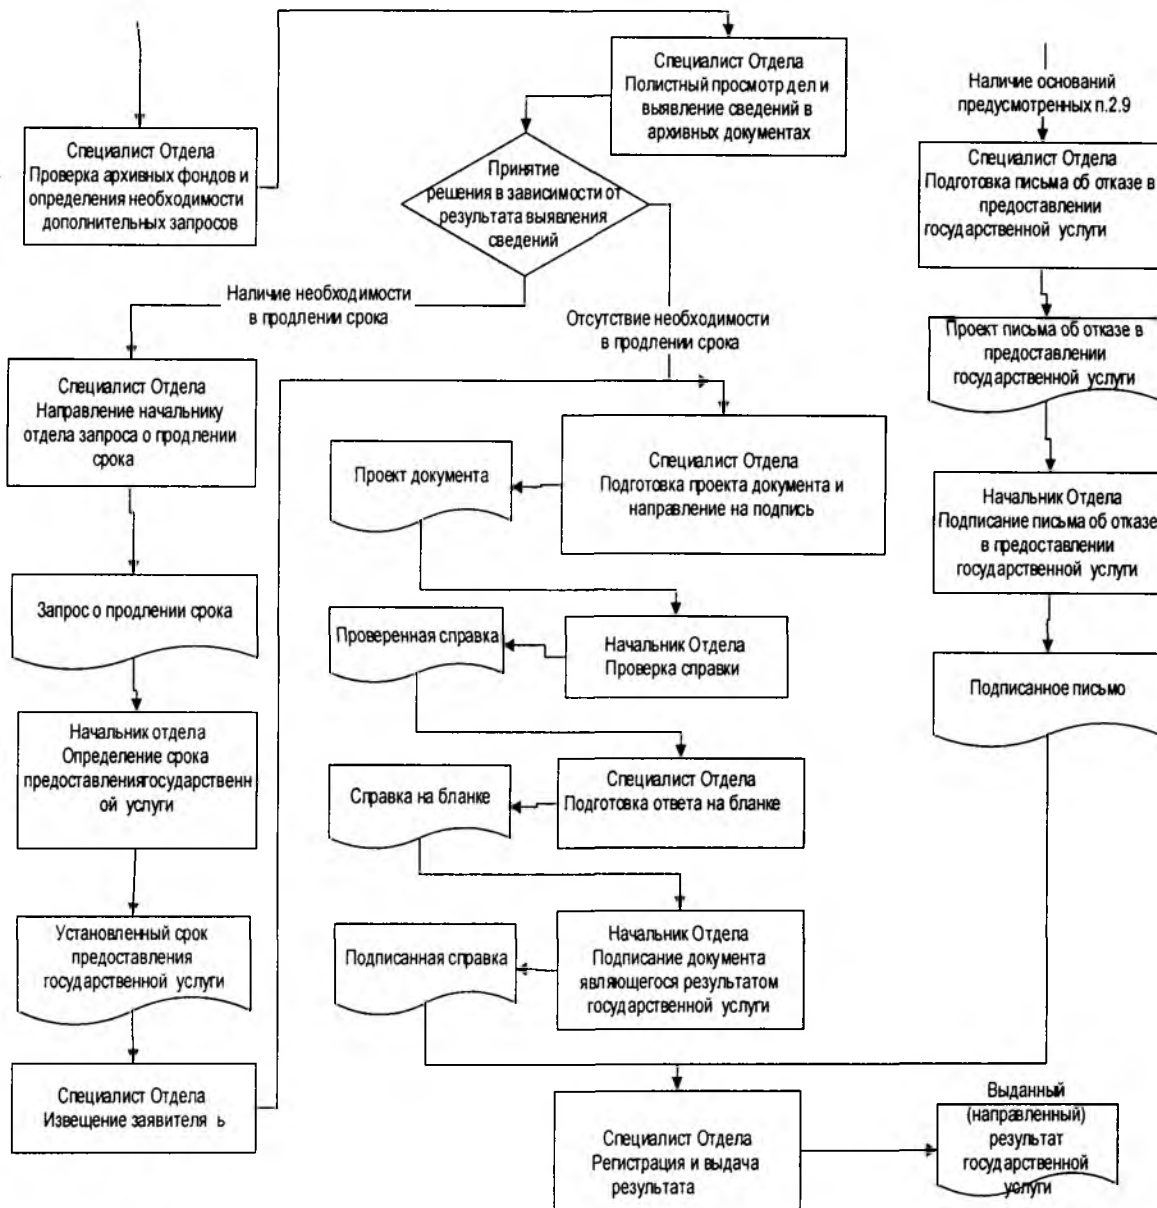 Специалист Отдела
Проверка архивных фондов и
определения необходимости
дополнительных запросов
Специалист Отдела
Полистный просмотр дел и
выявление сведений в
архивных документах
Принятие
решения в зависимости от
результата выявления
сведений
Наличие необходимости
в продлении срока
Отсутствие необходимости
в продлении срока
Специалист Отдела
Направление начальнику
отдела запроса о продлении
срока
Запрос о продлении срока
Начальник отдела
Определение срока
предоставлениягосударственн
ой услуги
Установленный срок
предоставления
государственной услуги
Специалист Отдела
Извещение заявителя ь
Специалист Отдела
Подготовка проекта документа и
направление на подпись
Проект документа
Начальник Отдела
Проверка справки
Проверенная справка
Специалист Отдела
Подготовка ответа на бланке
Справка на бланке
Начальник Отдела
Подписание документа
являющегося результатом
государственной услуги
Подписанная справка
Наличие оснований
предусмотренных п.2.9
Специалист Отдела
Подготовка письма об отказе в
предоставлении
государственной услуги
Проект письма об отказе в
предоставлении
государственной услуги
Начальник Отдела
Подписание письма об отказе
в предоставлении
государственной услуги
Подписанное письмо
Специалист Отдела
Регистрация и выдача
результата
Выданный
(направленный)
результат
государственной
услуги